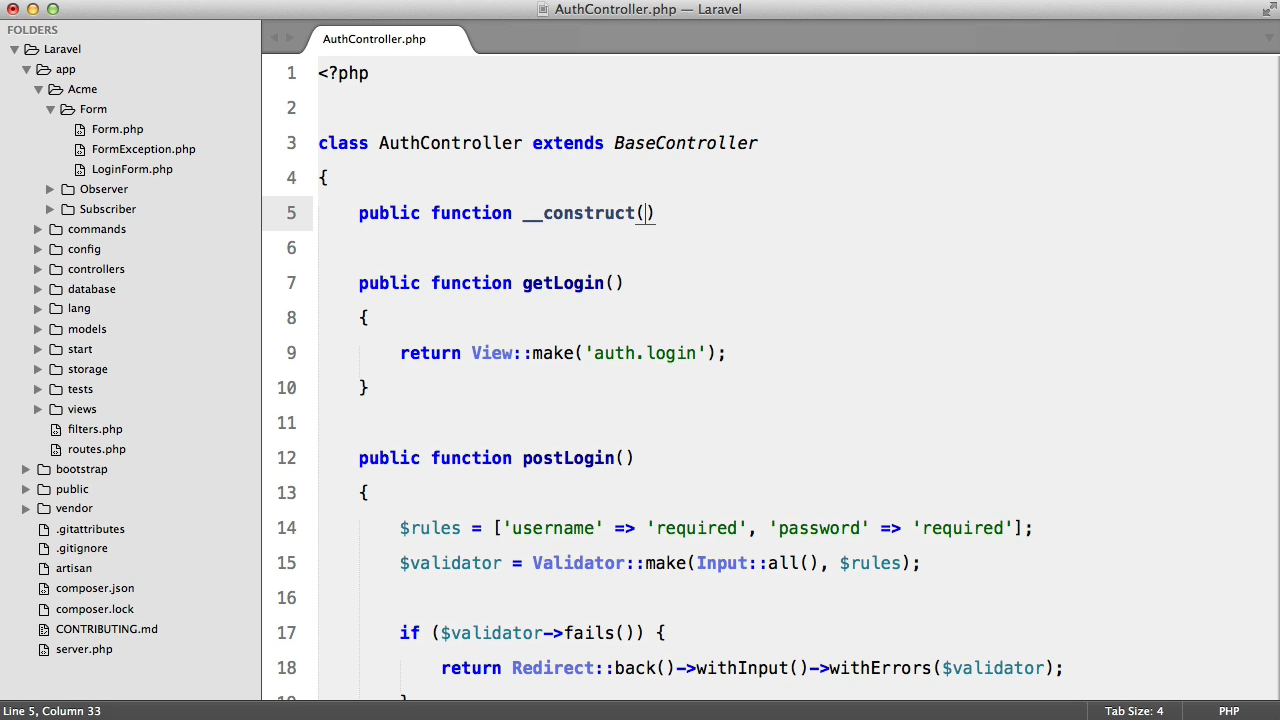 AuthController.php — Laravel
FOLDERS
Laravel
app
Acme
Form
Form.php
FormException.php
LoginForm.php
Observer
Subscriber
commands
config
controllers
database
lang
models
start
storage
tests
views
filters.php
routes.php
bootstrap
public
vendor
.gitattributes
.gitignore
artisan
composer.json
composer.lock
CONTRIBUTING.md
server.php
AuthController.php
1 <?php
2
3 class AuthController extends BaseController
4 {
5 public function __construct()
6
7 public function getLogin()
8 {
9 return View::make('auth.login');
10 }
11
12 public function postLogin()
13 {
14 $rules = ['username' => 'required', 'password' => 'required'];
15 $validator = Validator::make(Input::all(), $rules);
16
17 if ($validator->fails()) {
18 return Redirect::back()->withInput()->withErrors($validator);
Line 5, Column 33
Tab Size: 4
PHP